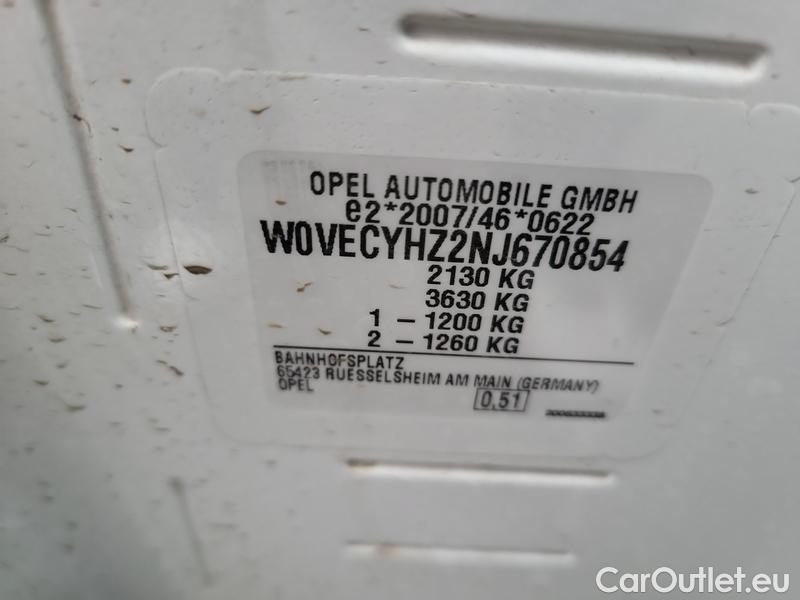 OPEL AUTOMOBILE GMBH
e2*2007/46*0622
W0VECYHZ2NJ670854
2130 KG
3630 KG
1 - 1200 KG
2 - 1260 KG
BAHNHOFSPLATZ
65423 RUESSELSHEIM AM MAIN (GERMANY)
OPEL
0,51
CarOutlet.eu